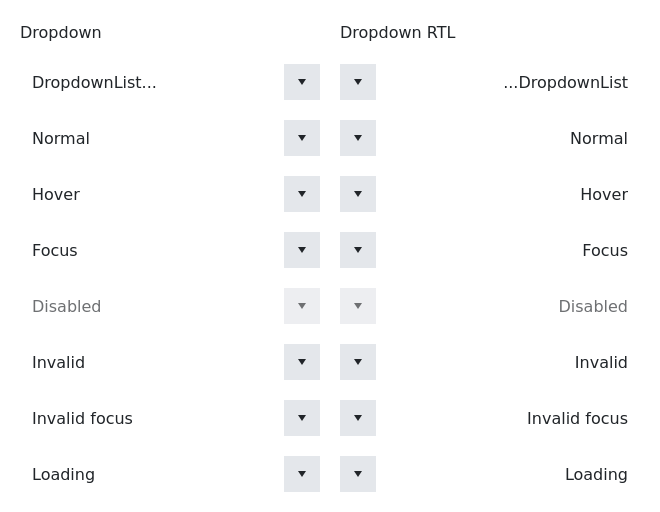 Dropdown
DropdownList...
Normal
Hover
Focus
Disabled
Invalid
Invalid focus
Loading
Dropdown RTL
...DropdownList
Normal
Hover
Focus
Disabled
Invalid
Invalid focus
Loading